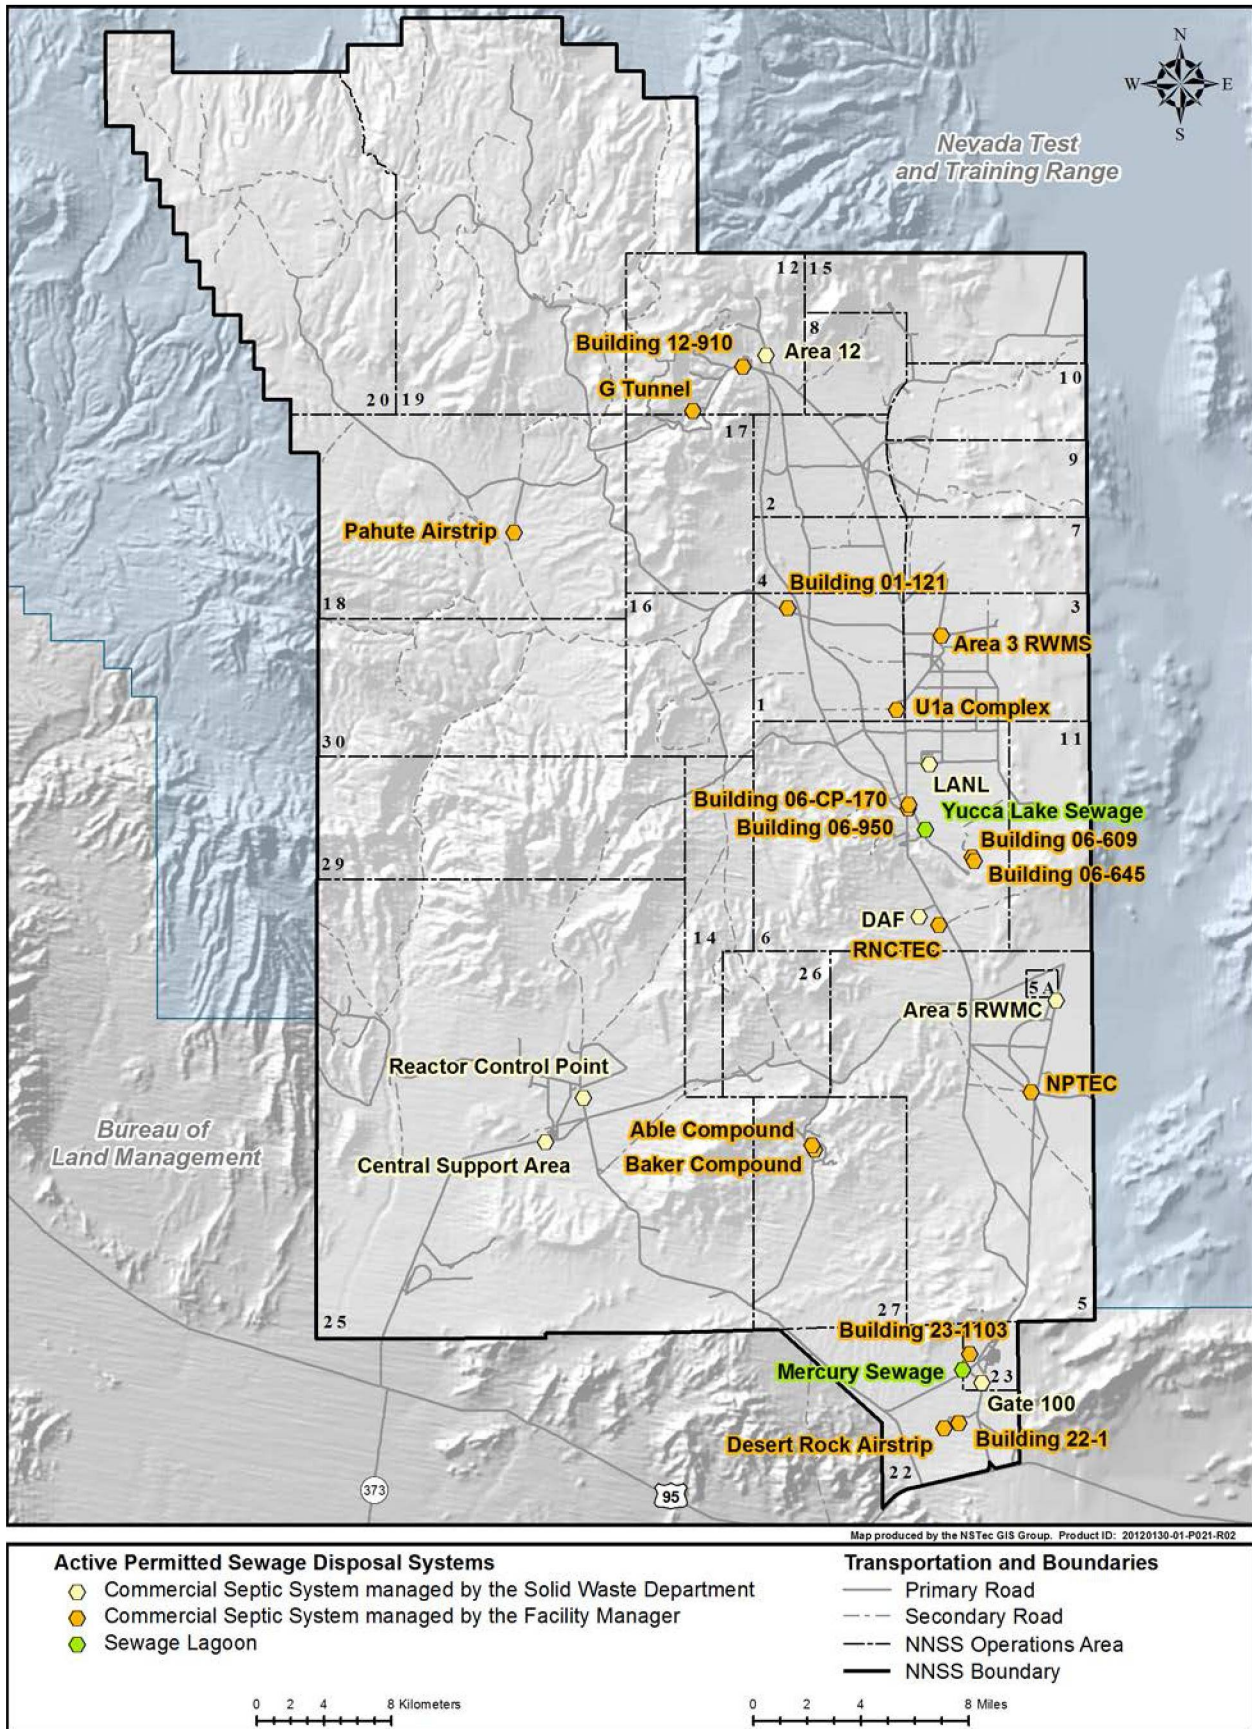 N
W E
S
Nevada Test
and Training Range
12 15
8
Building 12-910
Area 12
10
G Tunnel
20 19
17
9
2
Pahute Airstrip
7
4 Building 01-121
18
16
3
Area 3 RWMS
1
U1a Complex
30
11
LANL
Building 06-CP-170
Yucca Lake Sewage
Building 06-950
Building 06-609
29
Building 06-645
DAF
14
6
RNCTEC
26
5A
Area 5 RWMC
Reactor Control Point
NPTEC
Bureau of
Land Management
Able Compound
Baker Compound
Central Support Area
25
27
5
Building 23-1103
Mercury Sewage
23
Gate 100
Desert Rock Airstrip
Building 22-1
22
373
95
Map produced by the NSTec GIS Group. Product ID: 20120130-01-P021-R02
Active Permitted Sewage Disposal Systems
Commercial Septic System managed by the Solid Waste Department
Commercial Septic System managed by the Facility Manager
Sewage Lagoon
Transportation and Boundaries
Primary Road
Secondary Road
NNSS Operations Area
NNSS Boundary
0 2 4 8 Kilometers
0 2 4 8 Miles